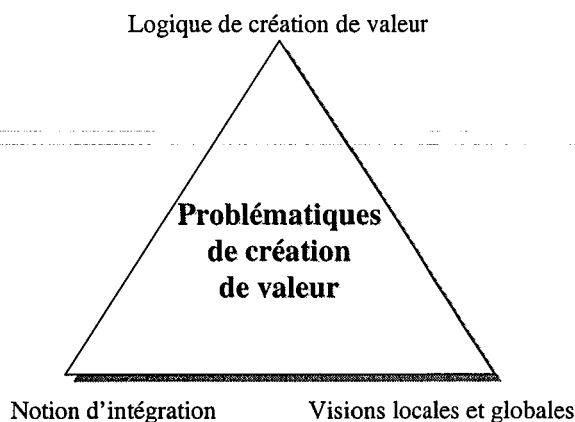 Logique de création de valeur
Problématiques
de création
de valeur
Notion d'intégration
Visions locales et globales